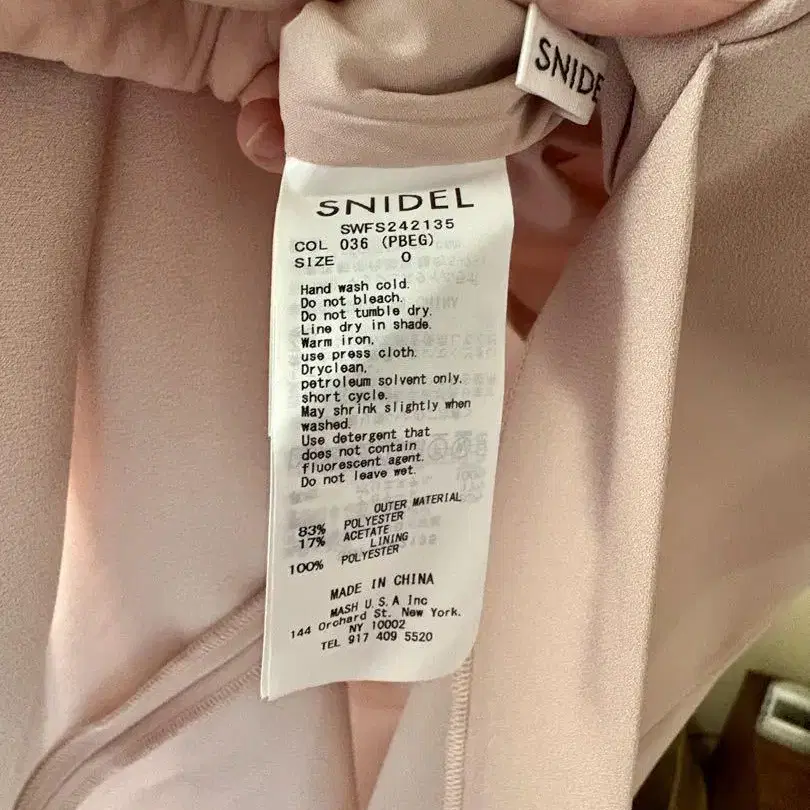 SNIDE
SNIDEL
SWFS242135
COL 036 (PBEG)
SIZE 0
Hand wash cold.
Do not bleach.
Do not tumble dry.
Line dry in shade.
Warm iron,
use press cloth.
Dryclean,
petroleum solvent only.
short cycle.
May shrink slightly when
washed.
Use detergent that
does not contain
fluorescent agent.
Do not leave wet.
OUTER MATERIAL
83% POLYESTER
17% ACETATE
LINING
100% POLYESTER
MADE IN CHINA
MASH U.S.A Inc
144 Orchard St. New York.
NY 10002
TEL 917 409 5520